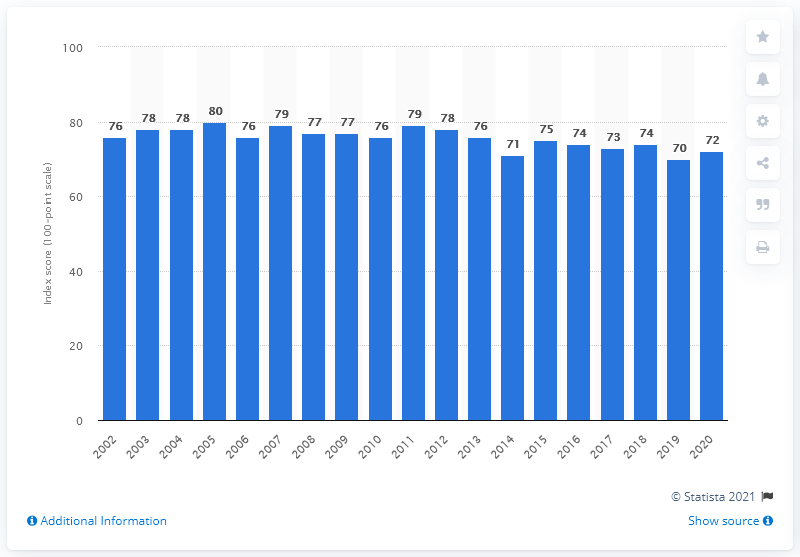 Index score (100-point scale)
100
80
60
40
20
0
76 78 78 80 76 79 77 77 76 79 78 76 71 75 74 73 74 70 72
2002 2003 2004 2005 2006 2007 2008 2009 2010 2011 2012 2013 2014 2015 2016 2017 2018 2019 2020
© Statista 2021
Additional Information
Show source